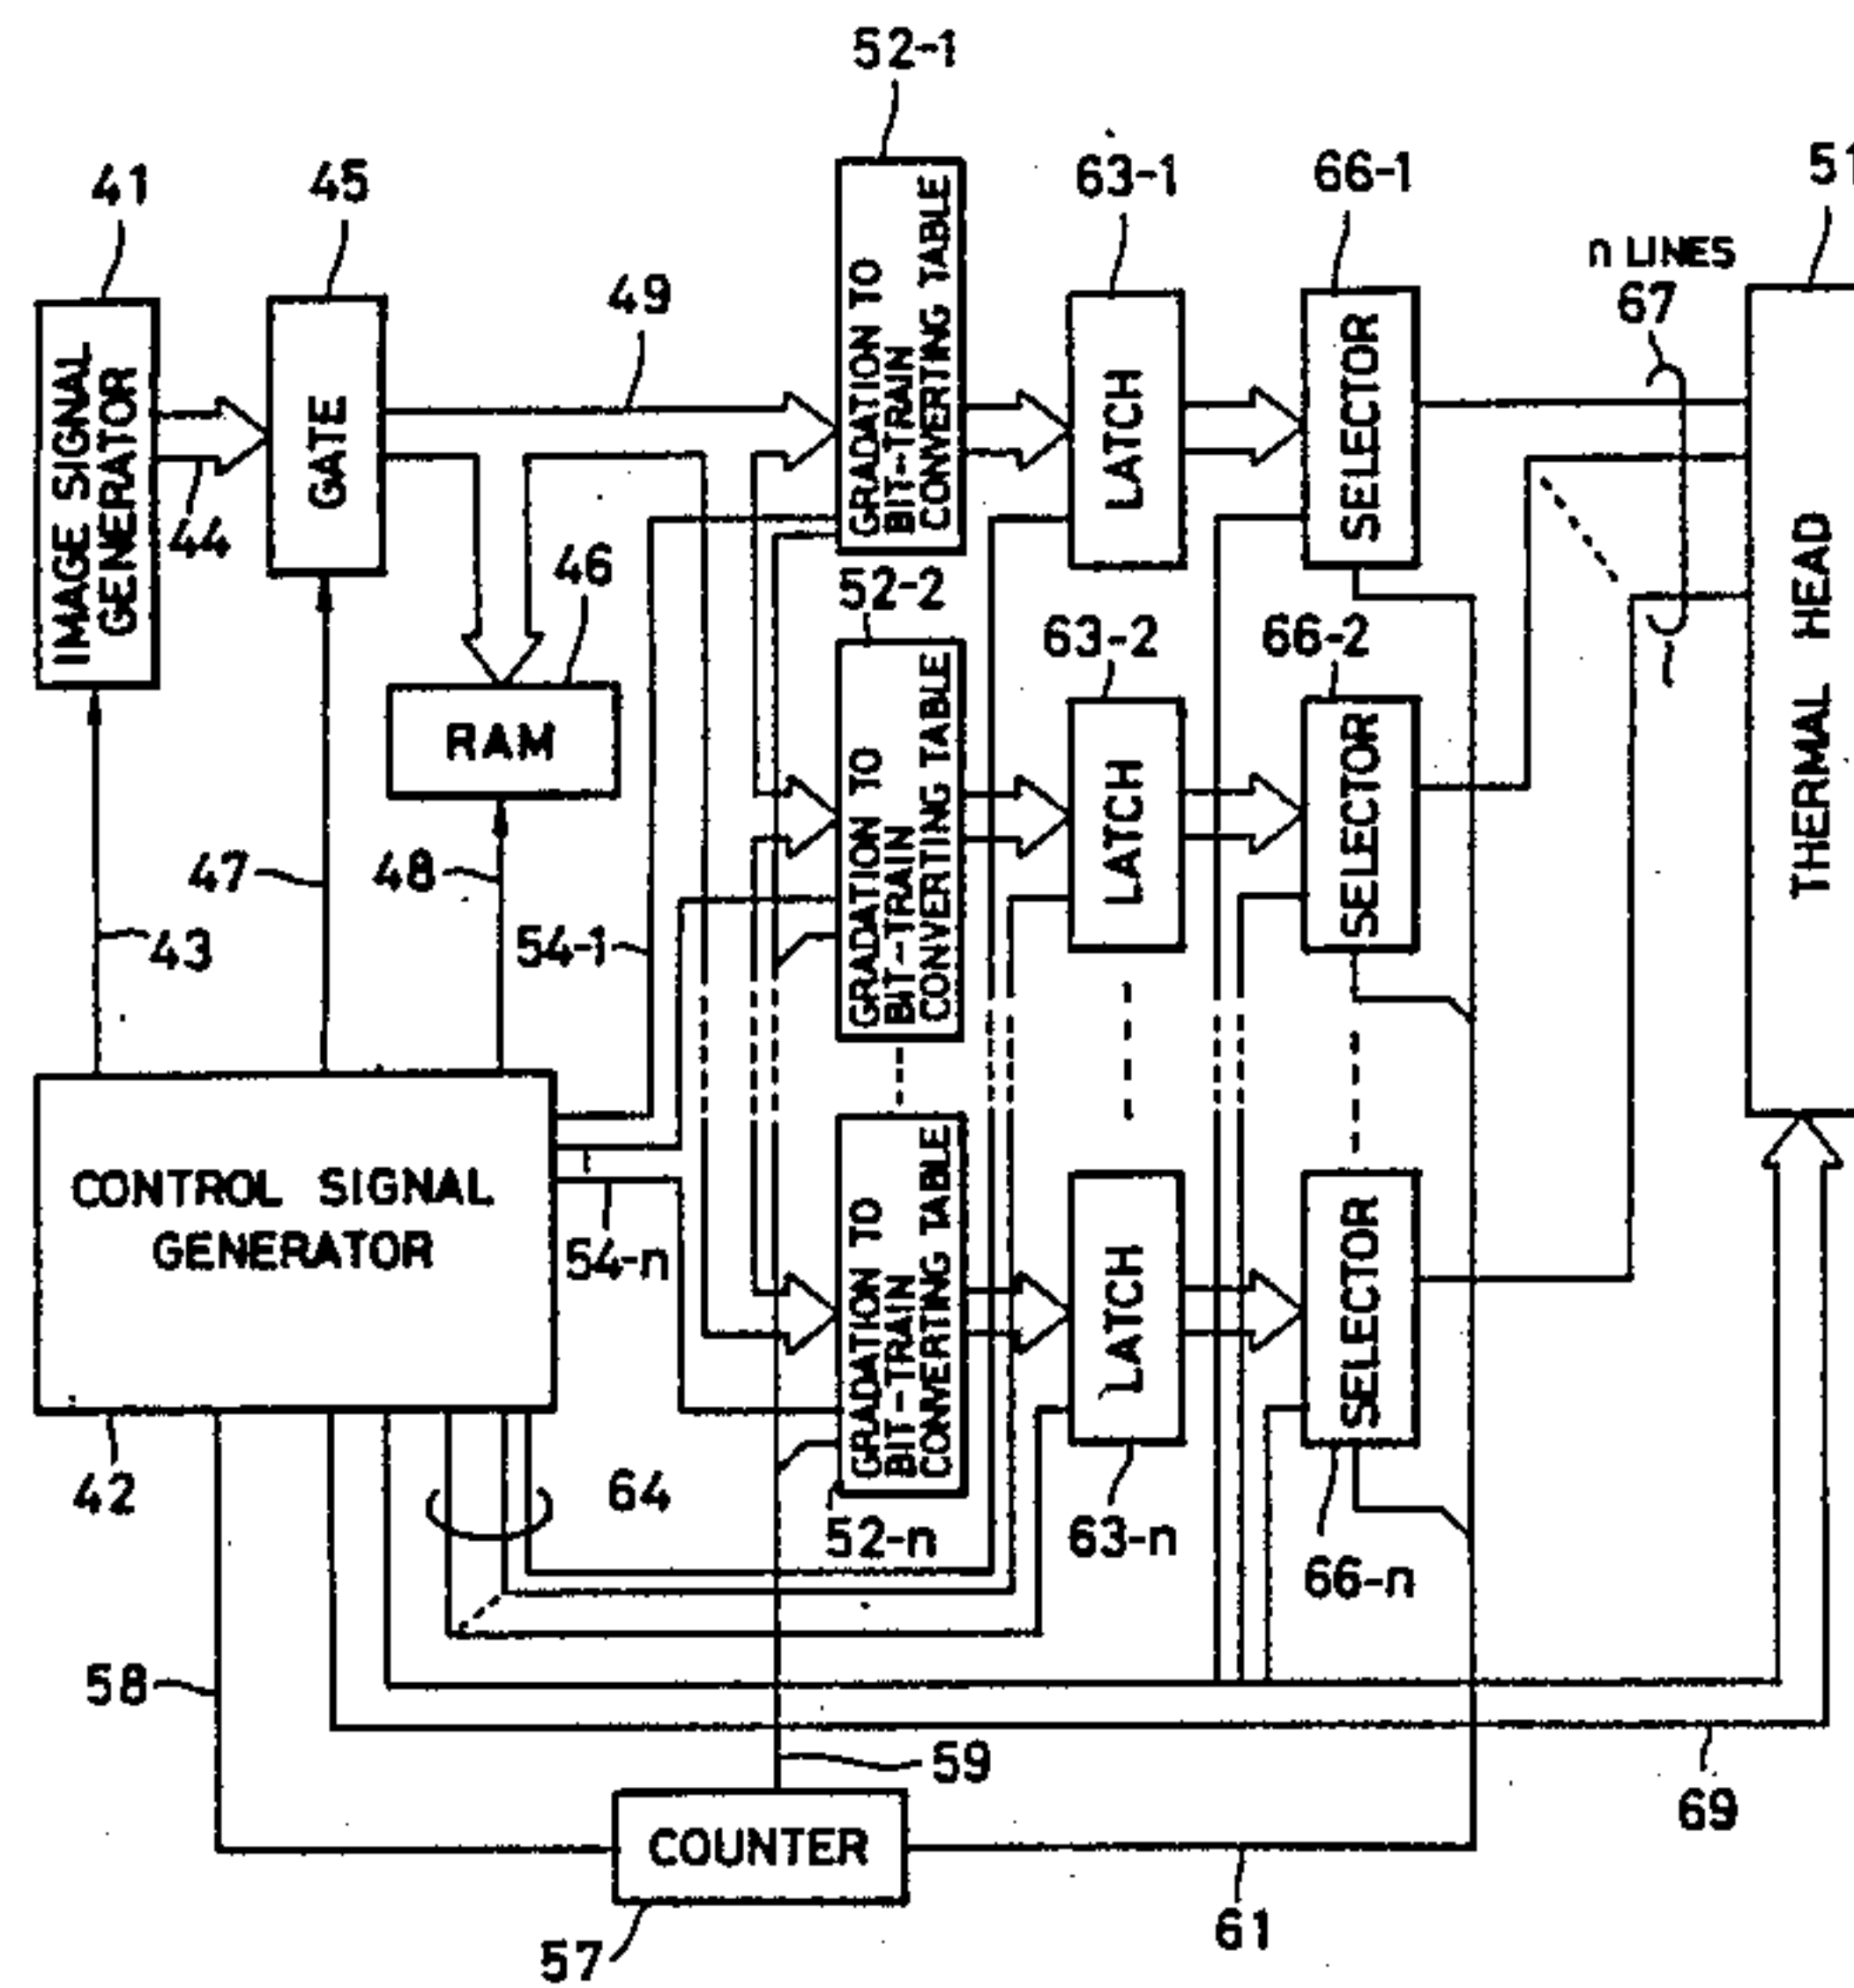 52-1
41
45
63-1
66-1
51
n LINES
67
49
IMAGE SIGNAL
GENERATOR
44
GATE
GRADATION TO
BIT-TRAIN
CONVERTING TABLE
LATCH
SELECTOR
THERMAL HEAD
46
RAM
52-2
63-2
66-2
GRADATION TO
BIT-TRAIN
CONVERTING TABLE
LATCH
SELECTOR
47
48
43
54-1
CONTROL SIGNAL
GENERATOR
54-n
GRADATION TO
BIT-TRAIN
CONVERTING TABLE
LATCH
SELECTOR
42
64
52-n
63-n
66-n
58
59
69
COUNTER
61
57